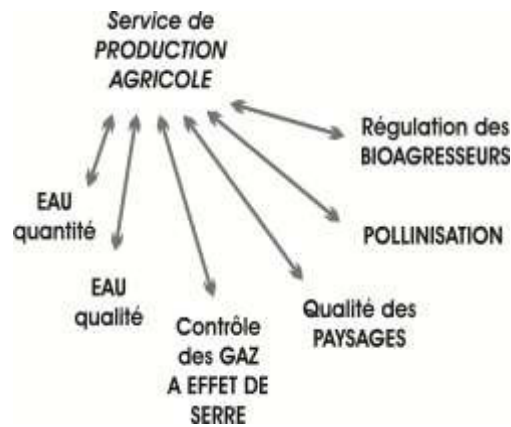 Service de
PRODUCTION
AGRICOLE
Régulation des
BIOAGRESSEURS
EAU
quantité
POLLINISATION
EAU
qualité
Qualité des
PAYSAGES
Contrôle
des GAZ
A EFFET DE
SERRE